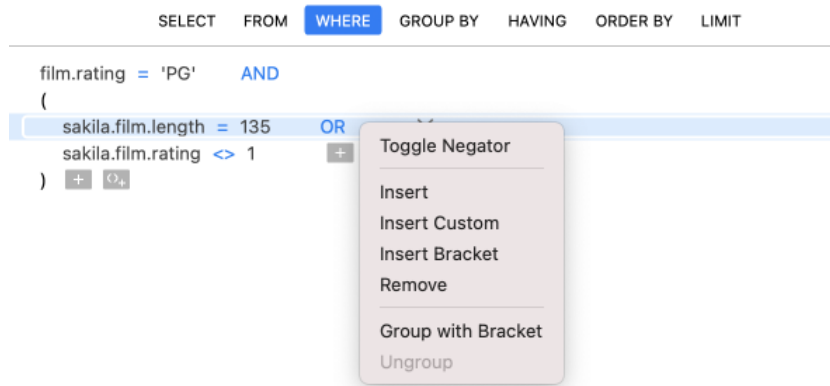 SELECT FROM WHERE GROUP BY HAVING ORDER BY LIMIT
film.rating = 'PG' AND
(
sakila.film.length = 135 OR
sakila.film.rating <> 1 +
) + <>+
Toggle Negator
Insert
Insert Custom
Insert Bracket
Remove
Group with Bracket
Ungroup